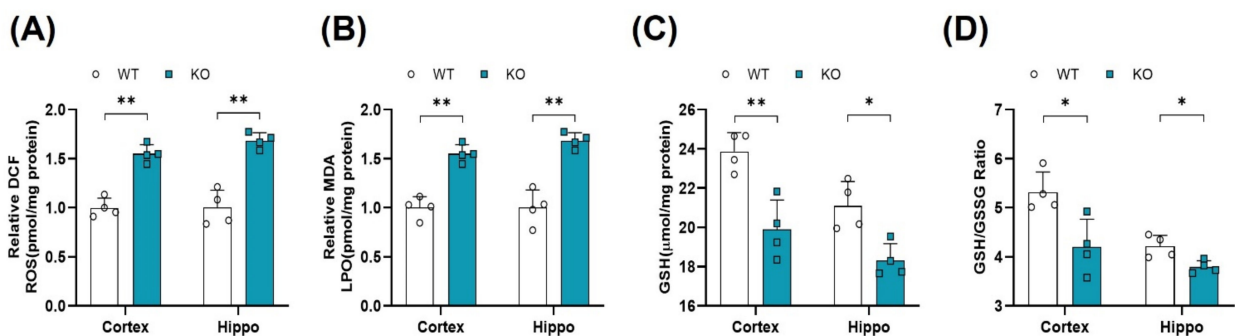 (A)
WT KO
Relative DCF
ROS(pmol/mg protein)
2.0
1.5
1.0
0.5
0.0
** **
Cortex Hippo
(B)
WT KO
Relative MDA
LPO(pmol/mg protein)
2.0
1.5
1.0
0.5
0.0
** **
Cortex Hippo
(C)
WT KO
GSH(μmol/mg protein)
26
24
22
20
18
16
** *
Cortex Hippo
(D)
WT KO
GSH/GSSG Ratio
7
6
5
4
3
* *
Cortex Hippo